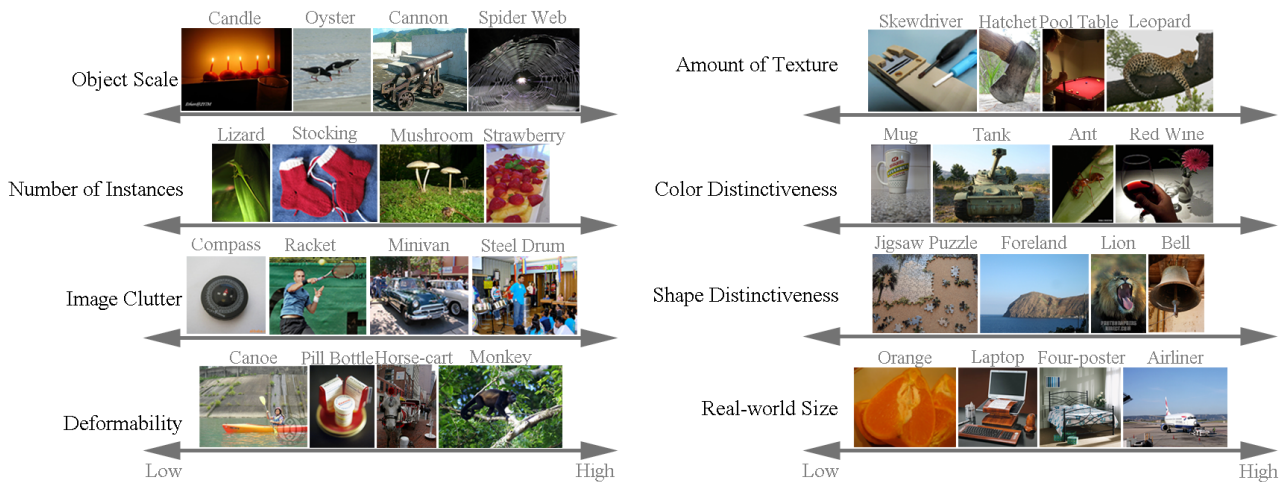 Candle Oyster Cannon Spider Web
Object Scale
Lizard Stocking Mushroom Strawberry
Number of Instances
Compass Racket Minivan Steel Drum
Image Clutter
Canoe Pill Bottle Horse-cart Monkey
Deformability
Low High
Skewdriver Hatchet Pool Table Leopard
Amount of Texture
Mug Tank Ant Red Wine
Color Distinctiveness
Jigsaw Puzzle Foreland Lion Bell
Shape Distinctiveness
Orange Laptop Four-poster Airliner
Real-world Size
Low High